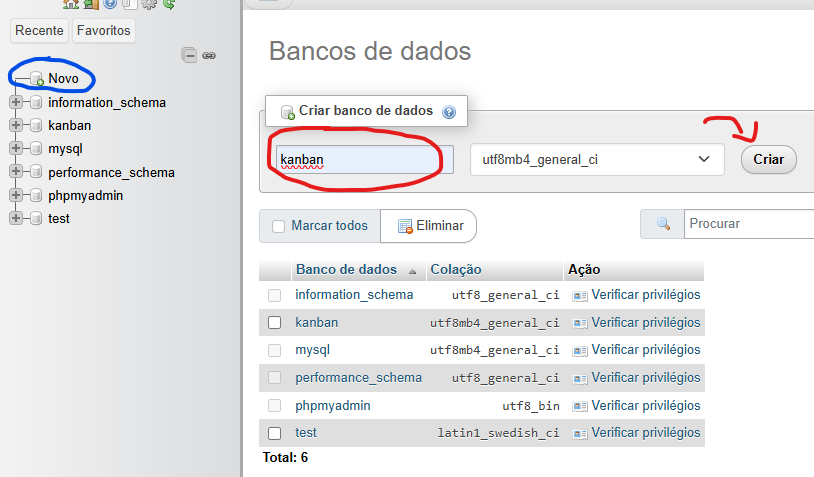 Recente Favoritos
Novo
information_schema
kanban
mysql
performance_schema
phpmyadmin
test
Bancos de dados
Criar banco de dados
kanban utf8mb4_general_ci Criar
Marcar todos Eliminar Procurar
Banco de dados Colação Ação
information_schema utf8_general_ci Verificar privilégios
kanban utf8mb4_general_ci Verificar privilégios
mysql utf8mb4_general_ci Verificar privilégios
performance_schema utf8_general_ci Verificar privilégios
phpmyadmin utf8_bin Verificar privilégios
test latin1_swedish_ci Verificar privilégios
Total: 6